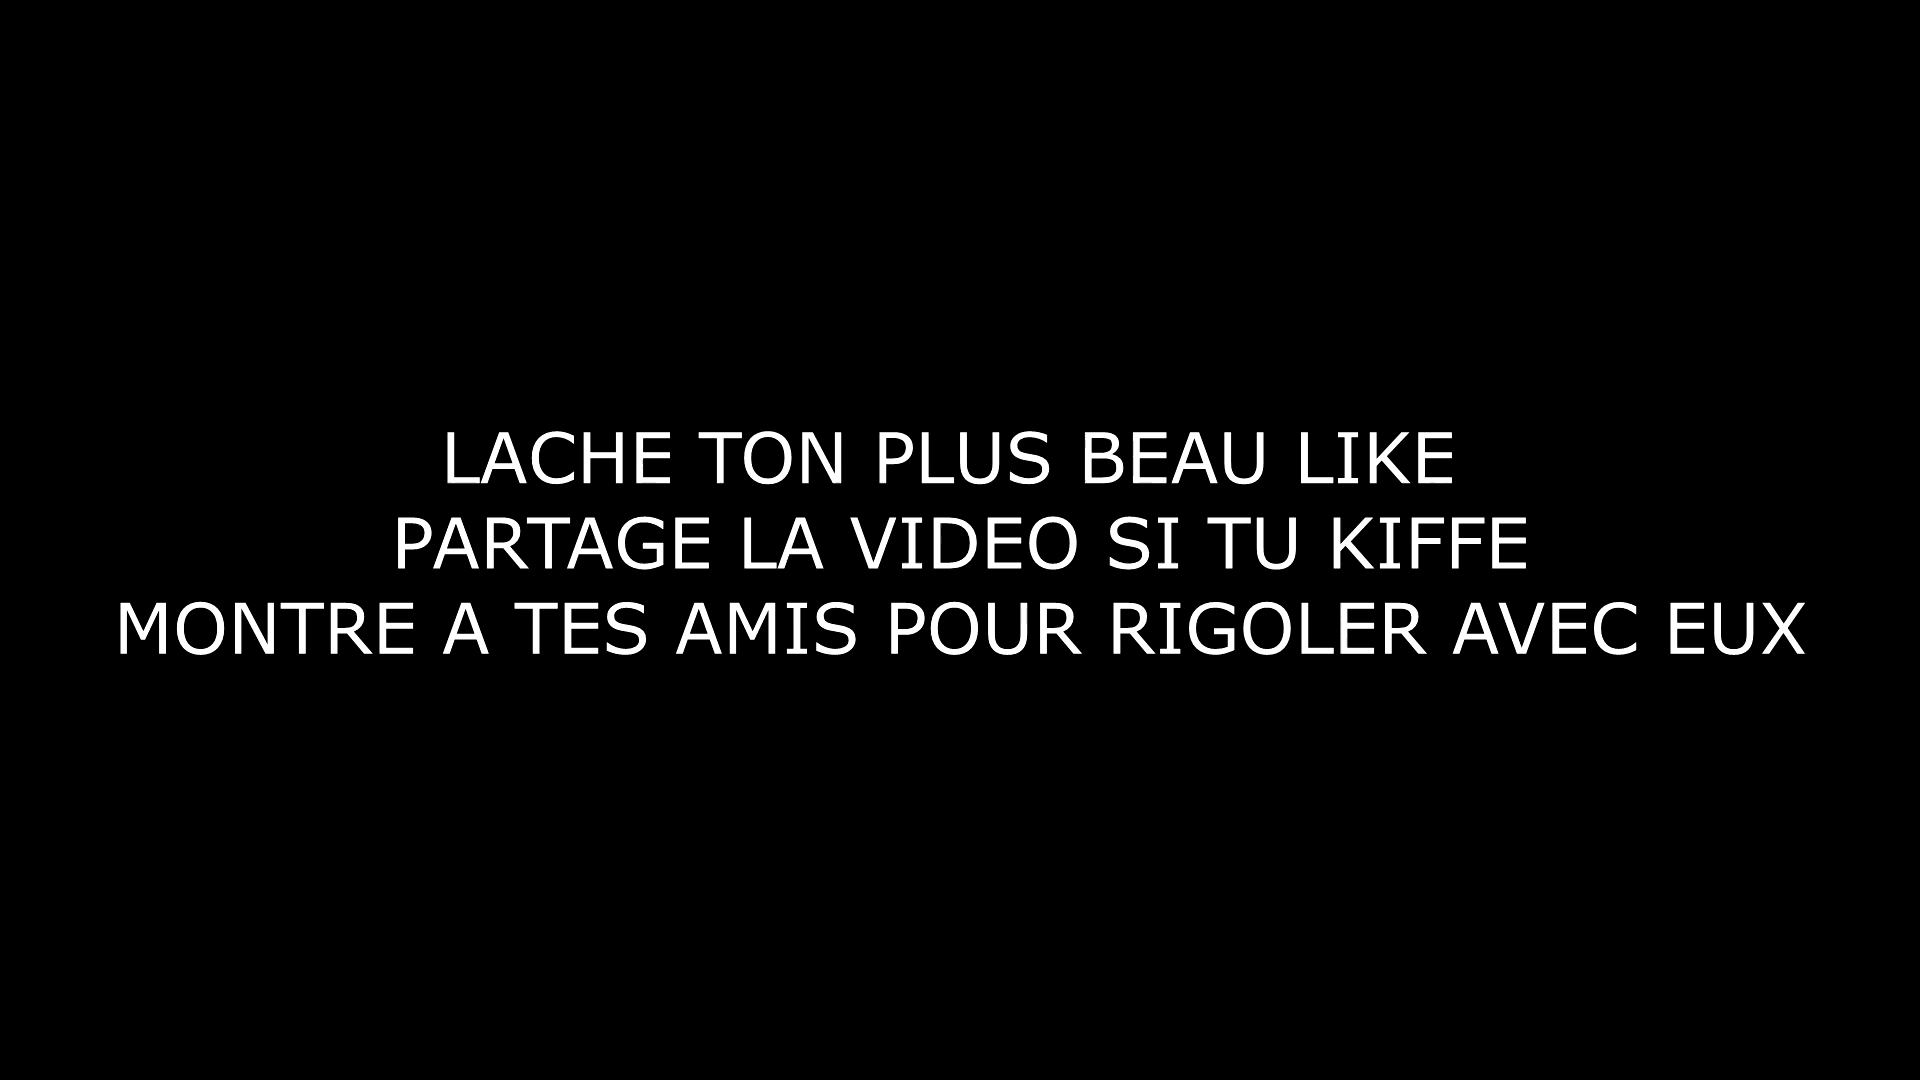 LACHE TON PLUS BEAU LIKE
PARTAGE LA VIDEO SI TU KIFFE
MONTRE A TES AMIS POUR RIGOLER AVEC EUX